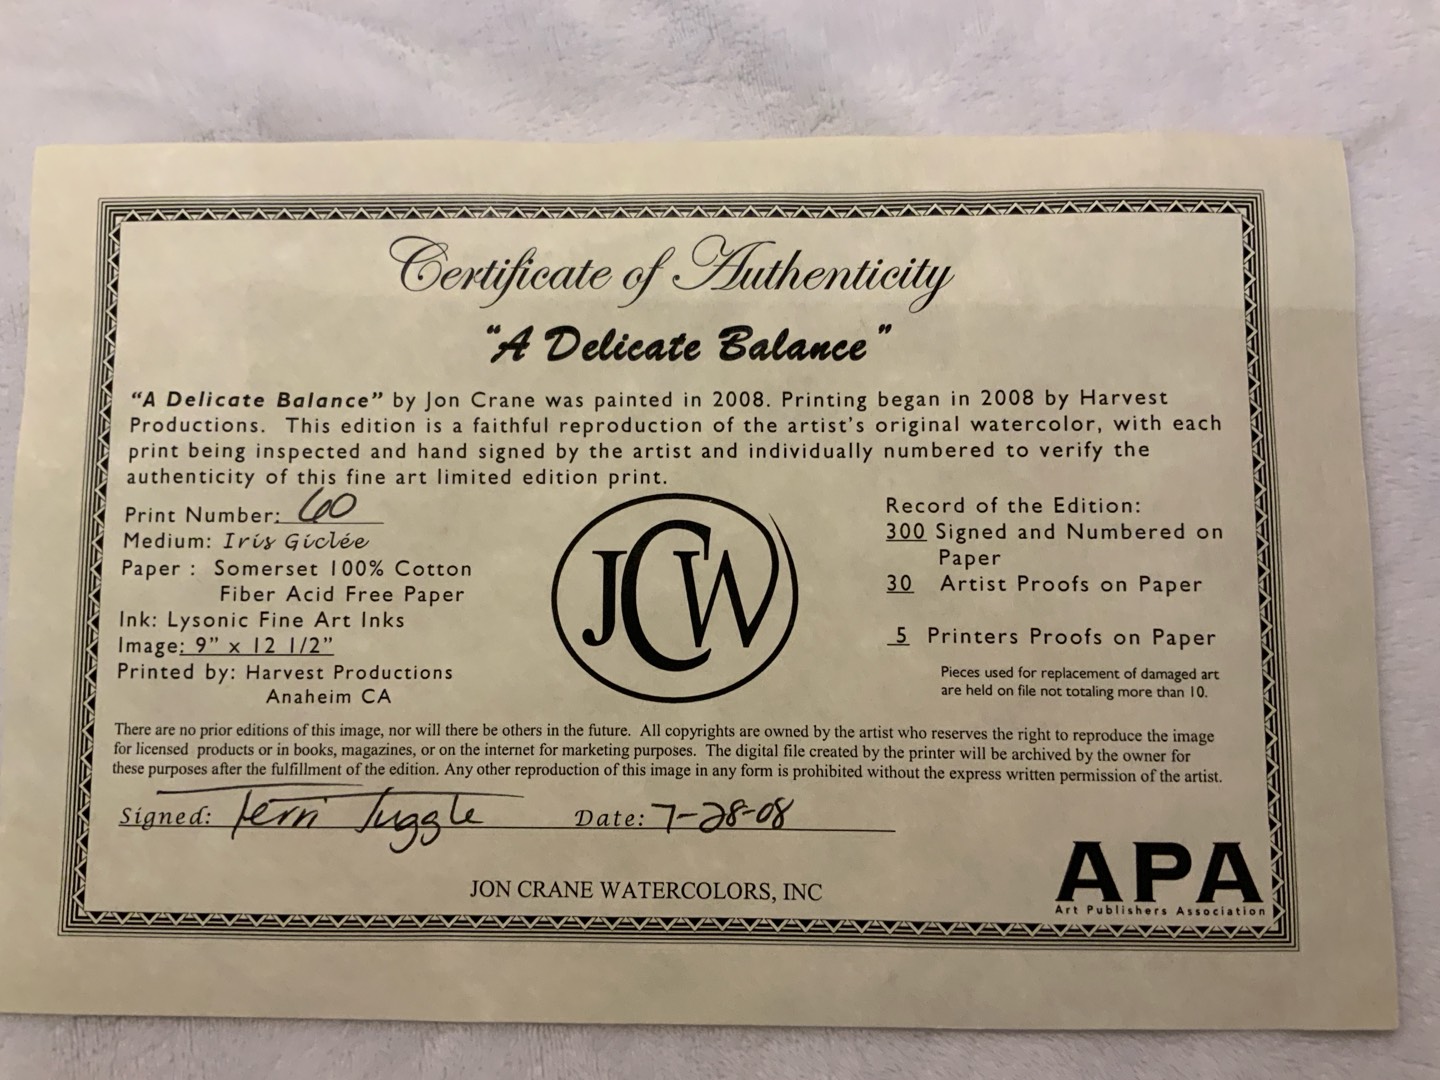 Certificate of Authenticity
"A Delicate Balance"
"A Delicate Balance" by Jon Crane was painted in 2008. Printing began in 2008 by Harvest
Productions. This edition is a faithful reproduction of the artist's original watercolor, with each
print being inspected and hand signed by the artist and individually numbered to verify the
authenticity of this fine art limited edition print.
Print Number: 60
Medium: Iris Giclée
Paper : Somerset 100% Cotton
Fiber Acid Free Paper
Ink: Lysonic Fine Art Inks
Image: 9" x 12 1/2"
Printed by: Harvest Productions
Anaheim CA
JCW
Record of the Edition:
300 Signed and Numbered on
Paper
30 Artist Proofs on Paper
5 Printers Proofs on Paper
Pieces used for replacement of damaged art
are held on file not totaling more than 10.
There are no prior editions of this image, nor will there be others in the future. All copyrights are owned by the artist who reserves the right to reproduce the image
for licensed products or in books, magazines, or on the internet for marketing purposes. The digital file created by the printer will be archived by the owner for
these purposes after the fulfillment of the edition. Any other reproduction of this image in any form is prohibited without the express written permission of the artist.
Signed: Terri Tuggle Date: 7-28-08
JON CRANE WATERCOLORS, INC
APA
Art Publishers Association